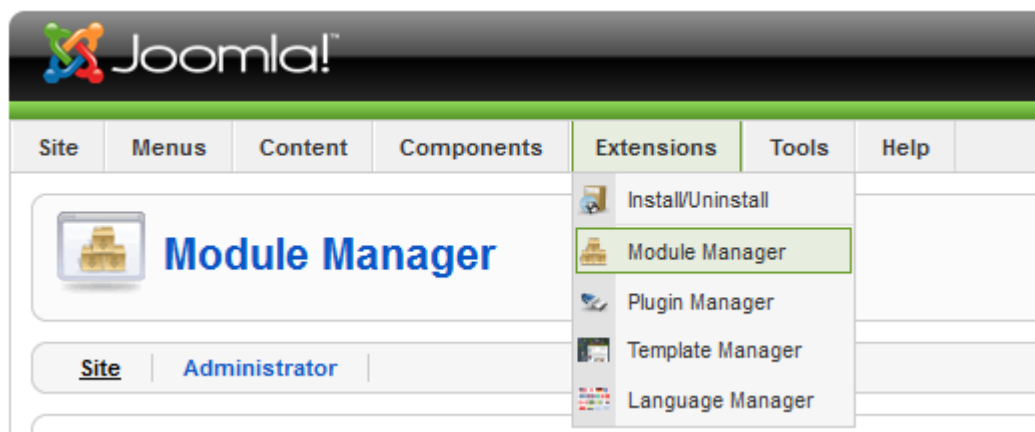 Joomla!™
Site Menus Content Components Extensions Tools Help
Install/Uninstall
Module Manager
Module Manager
Plugin Manager
Template Manager
Site Administrator
Language Manager